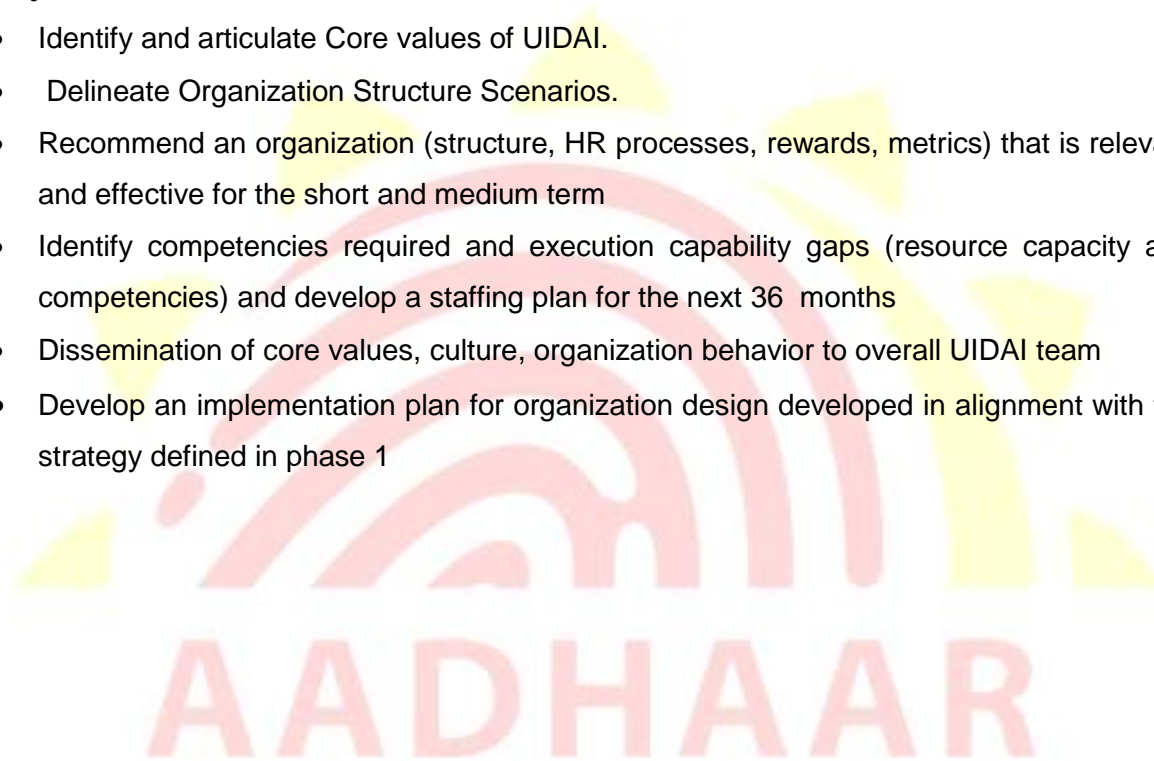 • Identify and articulate Core values of UIDAI.
• Delineate Organization Structure Scenarios.
• Recommend an organization (structure, HR processes, rewards, metrics) that is
and effective for the short and medium term
• Identify competencies required and execution capability gaps (resource capacity
competencies) and develop a staffing plan for the next 36 months
• Dissemination of core values, culture, organization behavior to overall UIDAI team
• Develop an implementation plan for organization design developed in alignment with
strategy defined in phase 1
AADHAAR